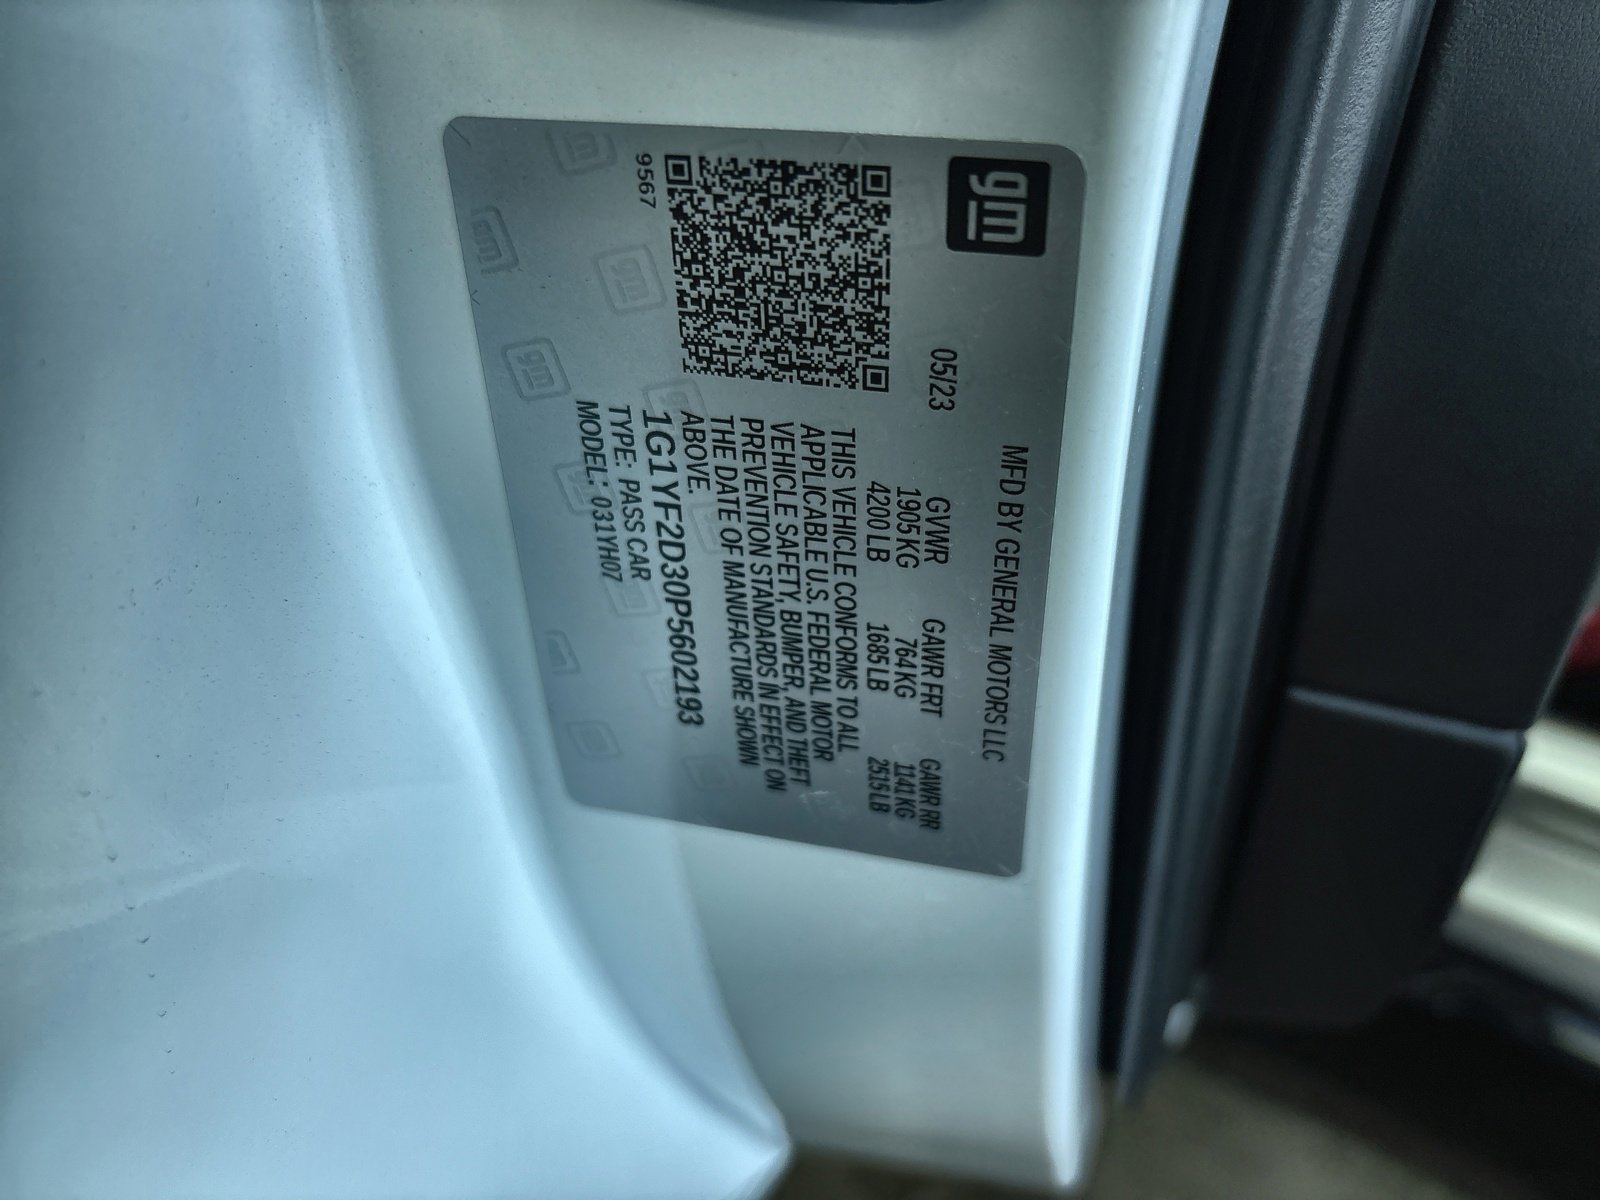 gm
MFD BY GENERAL MOTORS LLC
05/23
GVWR GAWR FRT GAWR RR
1905 KG 764 KG 1141 KG
4200 LB 1685 LB 2515 LB
THIS VEHICLE CONFORMS TO ALL
APPLICABLE U.S. FEDERAL MOTOR
VEHICLE SAFETY, BUMPER, AND THEFT
PREVENTION STANDARDS IN EFFECT ON
THE DATE OF MANUFACTURE SHOWN
ABOVE.
1G1YF2D30P5602193
TYPE: PASS CAR
MODEL: 031YH07
9567